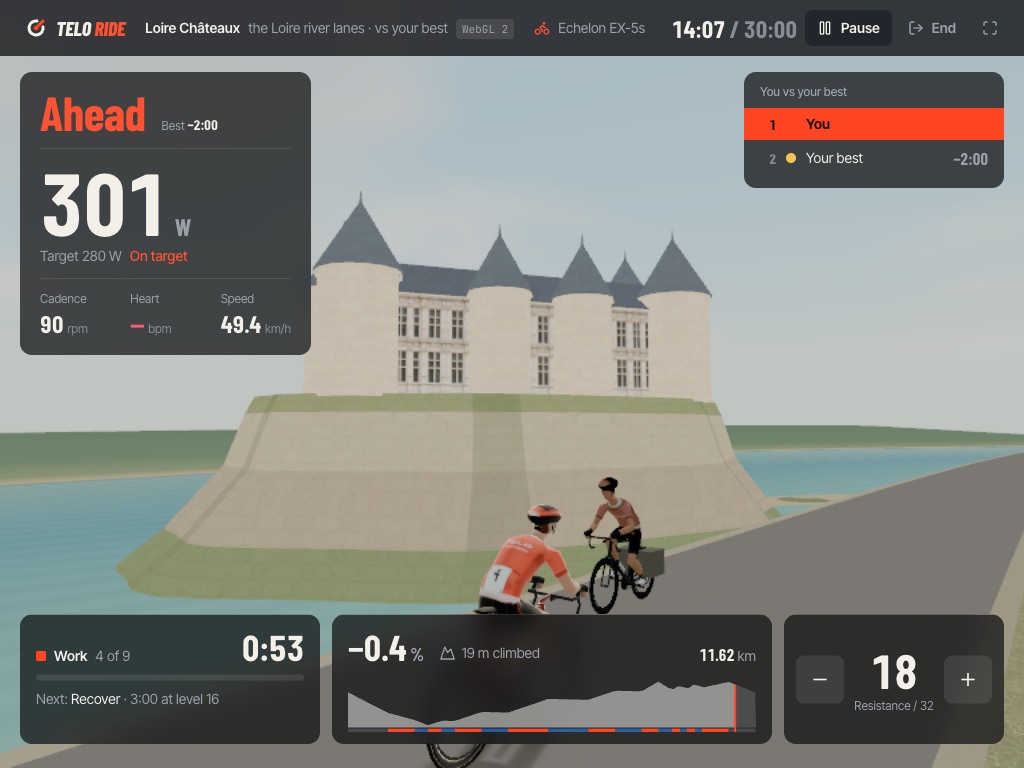 TELO RIDE
Loire Châteaux the Loire river lanes · vs your best WebGL 2
Echelon EX-5s
14:07 / 30:00
Pause
End
Ahead Best −2:00
301 W
Target 280 W On target
Cadence Heart Speed
90 rpm – bpm 49.4 km/h
You vs your best
1 You
2 Your best −2:00
Work 4 of 9 0:53
Next: Recover · 3:00 at level 16
−0.4 % 19 m climbed 11.62 km
− 18 +
Resistance / 32